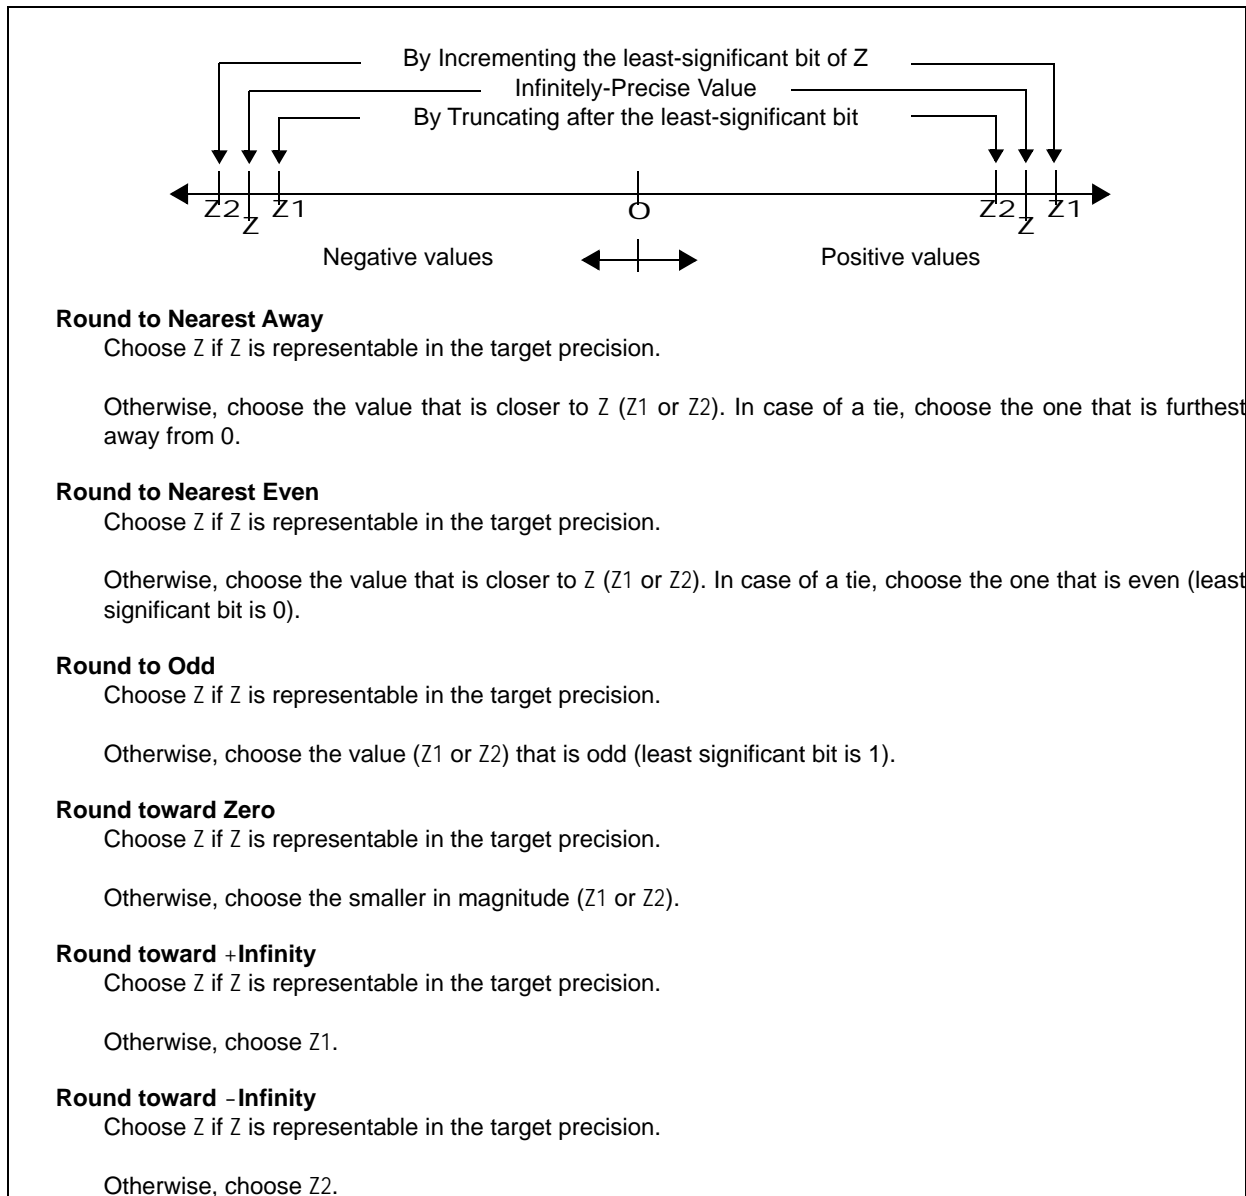 By Incrementing the least-significant bit of Z
Infinitely-Precise Value
By Truncating after the least-significant bit
Z2 Z Z1 0 Z2 Z Z1
Negative values Positive values
Round to Nearest Away
Choose Z if Z is representable in the target precision.
Otherwise, choose the value that is closer to Z (Z1 or Z2). In case of a tie, choose the one that is furthest
away from 0.
Round to Nearest Even
Choose Z if Z is representable in the target precision.
Otherwise, choose the value that is closer to Z (Z1 or Z2). In case of a tie, choose the one that is even (least
significant bit is 0).
Round to Odd
Choose Z if Z is representable in the target precision.
Otherwise, choose the value (Z1 or Z2) that is odd (least significant bit is 1).
Round toward Zero
Choose Z if Z is representable in the target precision.
Otherwise, choose the smaller in magnitude (Z1 or Z2).
Round toward +Infinity
Choose Z if Z is representable in the target precision.
Otherwise, choose Z1.
Round toward -Infinity
Choose Z if Z is representable in the target precision.
Otherwise, choose Z2.